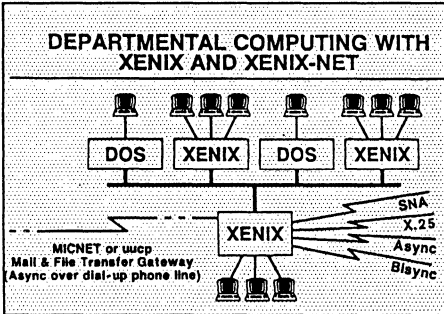 DEPARTMENTAL COMPUTING WITH
XENIX AND XENIX-NET
DOS
XENIX
DOS
XENIX
XENIX
SNA
X.25
Async
Bisync
MICNET or uucp
Mail & File Transfer Gateway
(Async over dial-up phone line)